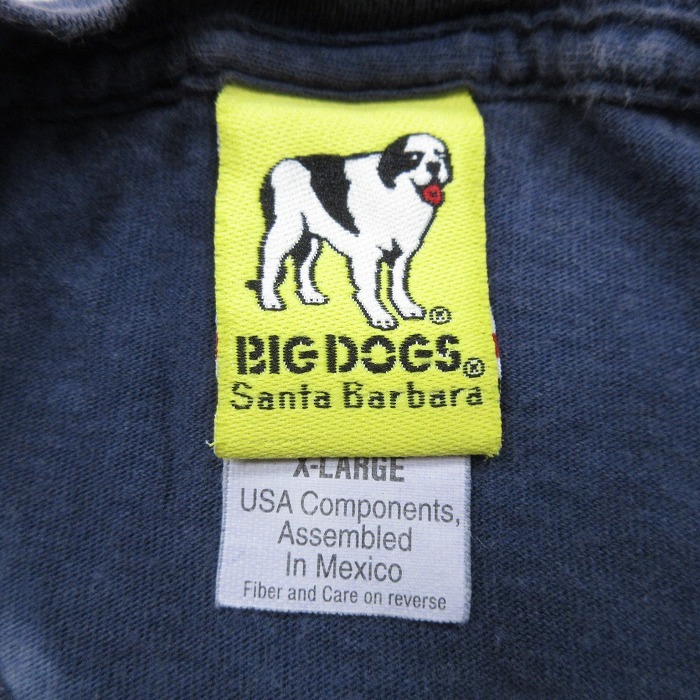 ®
BIG DOGS®
Santa Barbara
X-LARGE
USA Components,
Assembled
In Mexico
Fiber and Care on reverse